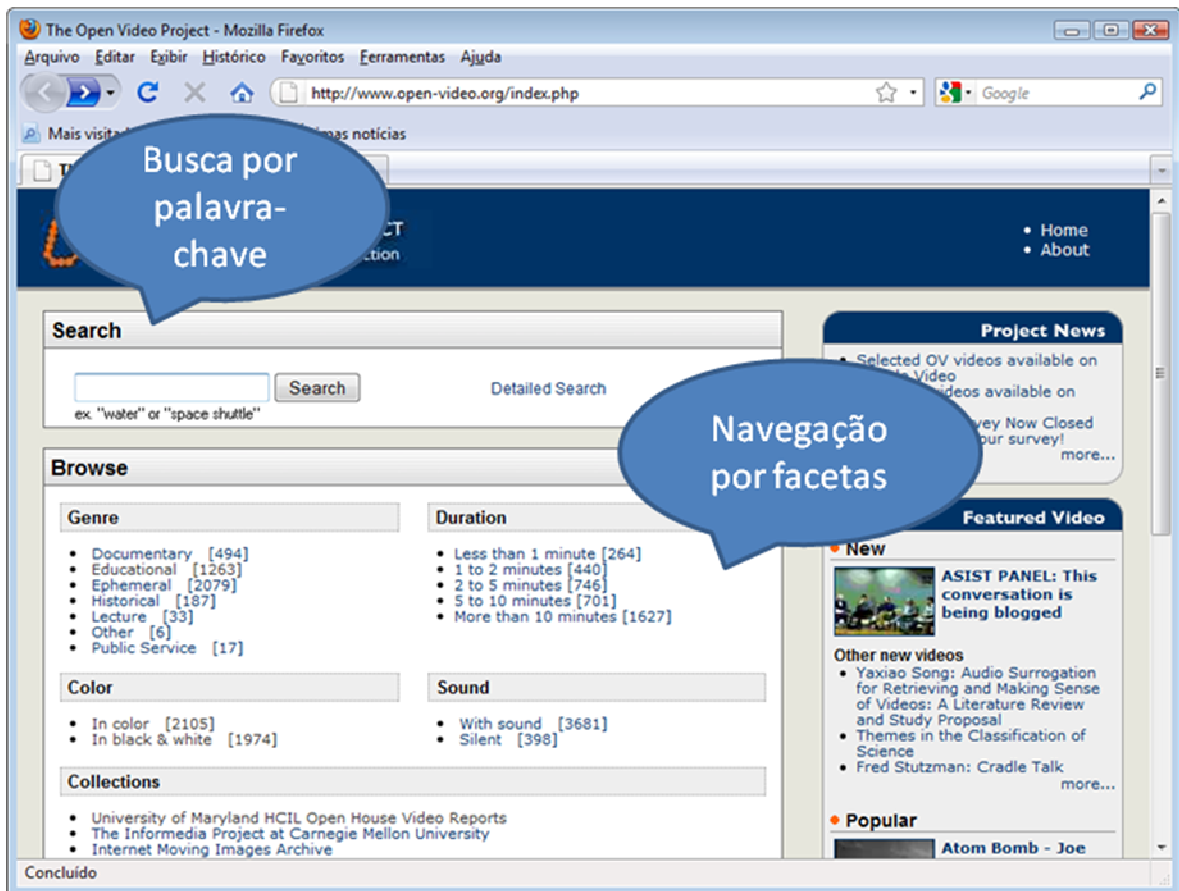 The Open Video Project - Mozilla Firefox
Arquivo Editar Exibir Histórico Favoritos Ferramentas Ajuda
http://www.open-video.org/index.php
Google
Mais notícias
Busca por
palavra-
chave
Home
About
Search
Search
Detailed Search
ex. "water" or "space shuttle"
Project News
Selected OV videos available on
Video
videos available on
Now Closed
survey!
more...
Navegação
por facetas
Browse
Genre
Documentary [494]
Educational [1263]
Ephemeral [2079]
Historical [187]
Lecture [33]
Other [6]
Public Service [17]
Duration
Less than 1 minute [264]
1 to 2 minutes [440]
2 to 5 minutes [746]
5 to 10 minutes [701]
More than 10 minutes [1627]
Color
In color [2105]
In black & white [1974]
Sound
With sound [3681]
Silent [398]
Collections
University of Maryland HCIL Open House Video Reports
The Informedia Project at Carnegie Mellon University
Internet Moving Images Archive
Featured Video
New
ASIST PANEL: This
conversation is
being blogged
Other new videos
Yaxiao Song: Audio Surrogation
for Retrieving and Making Sense
of Videos: A Literature Review
and Study Proposal
Themes in the Classification of
Science
Fred Stutzman: Cradle Talk
more...
Popular
Atom Bomb - Joe
Concluído